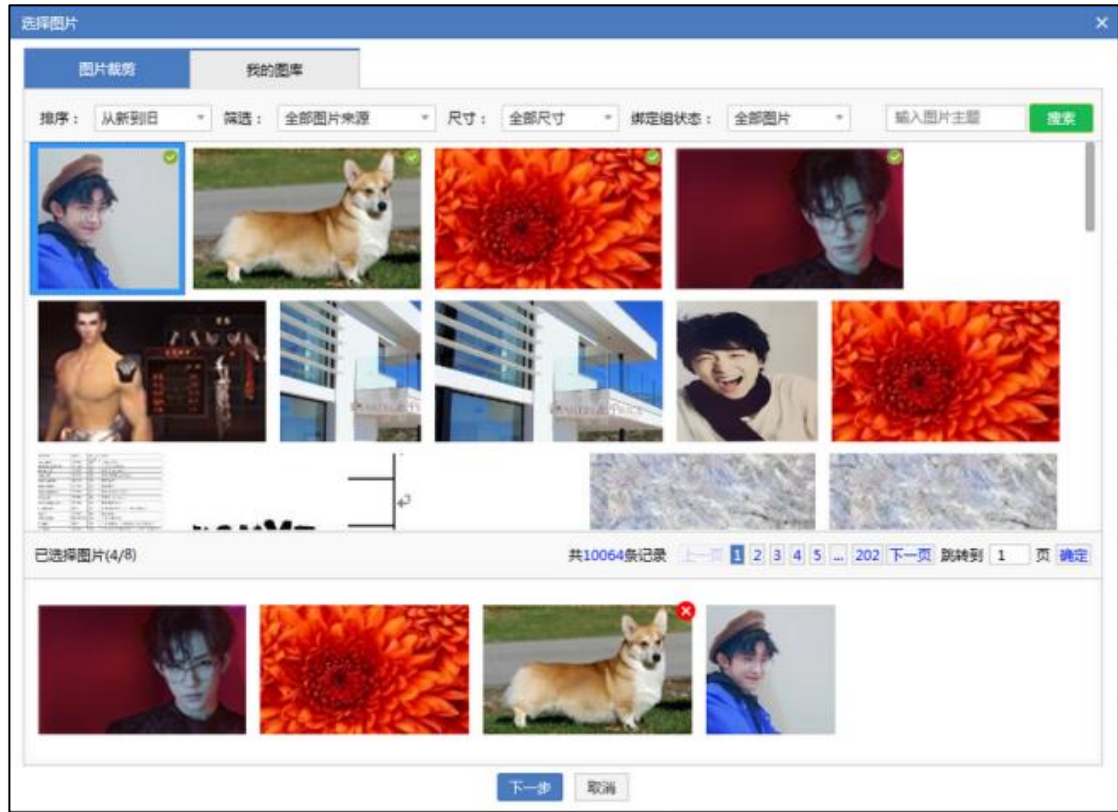 选择图片
图片裁剪 我的图库
排序： 从新到旧 筛选： 全部图片来源 尺寸： 全部尺寸 绑定组状态： 全部图片 输入图片主题 搜索
已选择图片(4/8) 共10064条记录 上一页 1 2 3 4 5 ... 202 下一页 跳转到 1 页 确定
下一步 取消